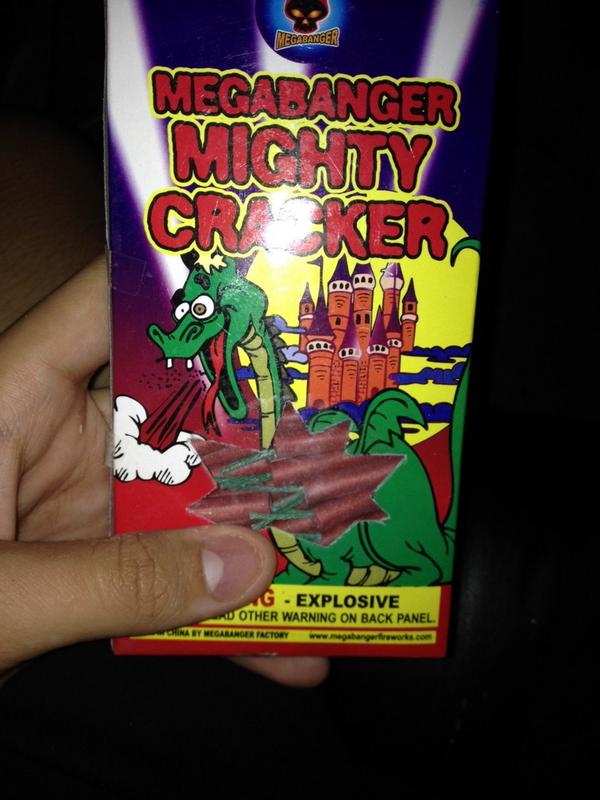 MEGABANGER
MEGABANGER
MIGHTY
CRACKER
- EXPLOSIVE
OTHER WARNING ON BACK PANEL.
CHINA BY MEGABANGER FACTORY www.megabangerfireworks.com